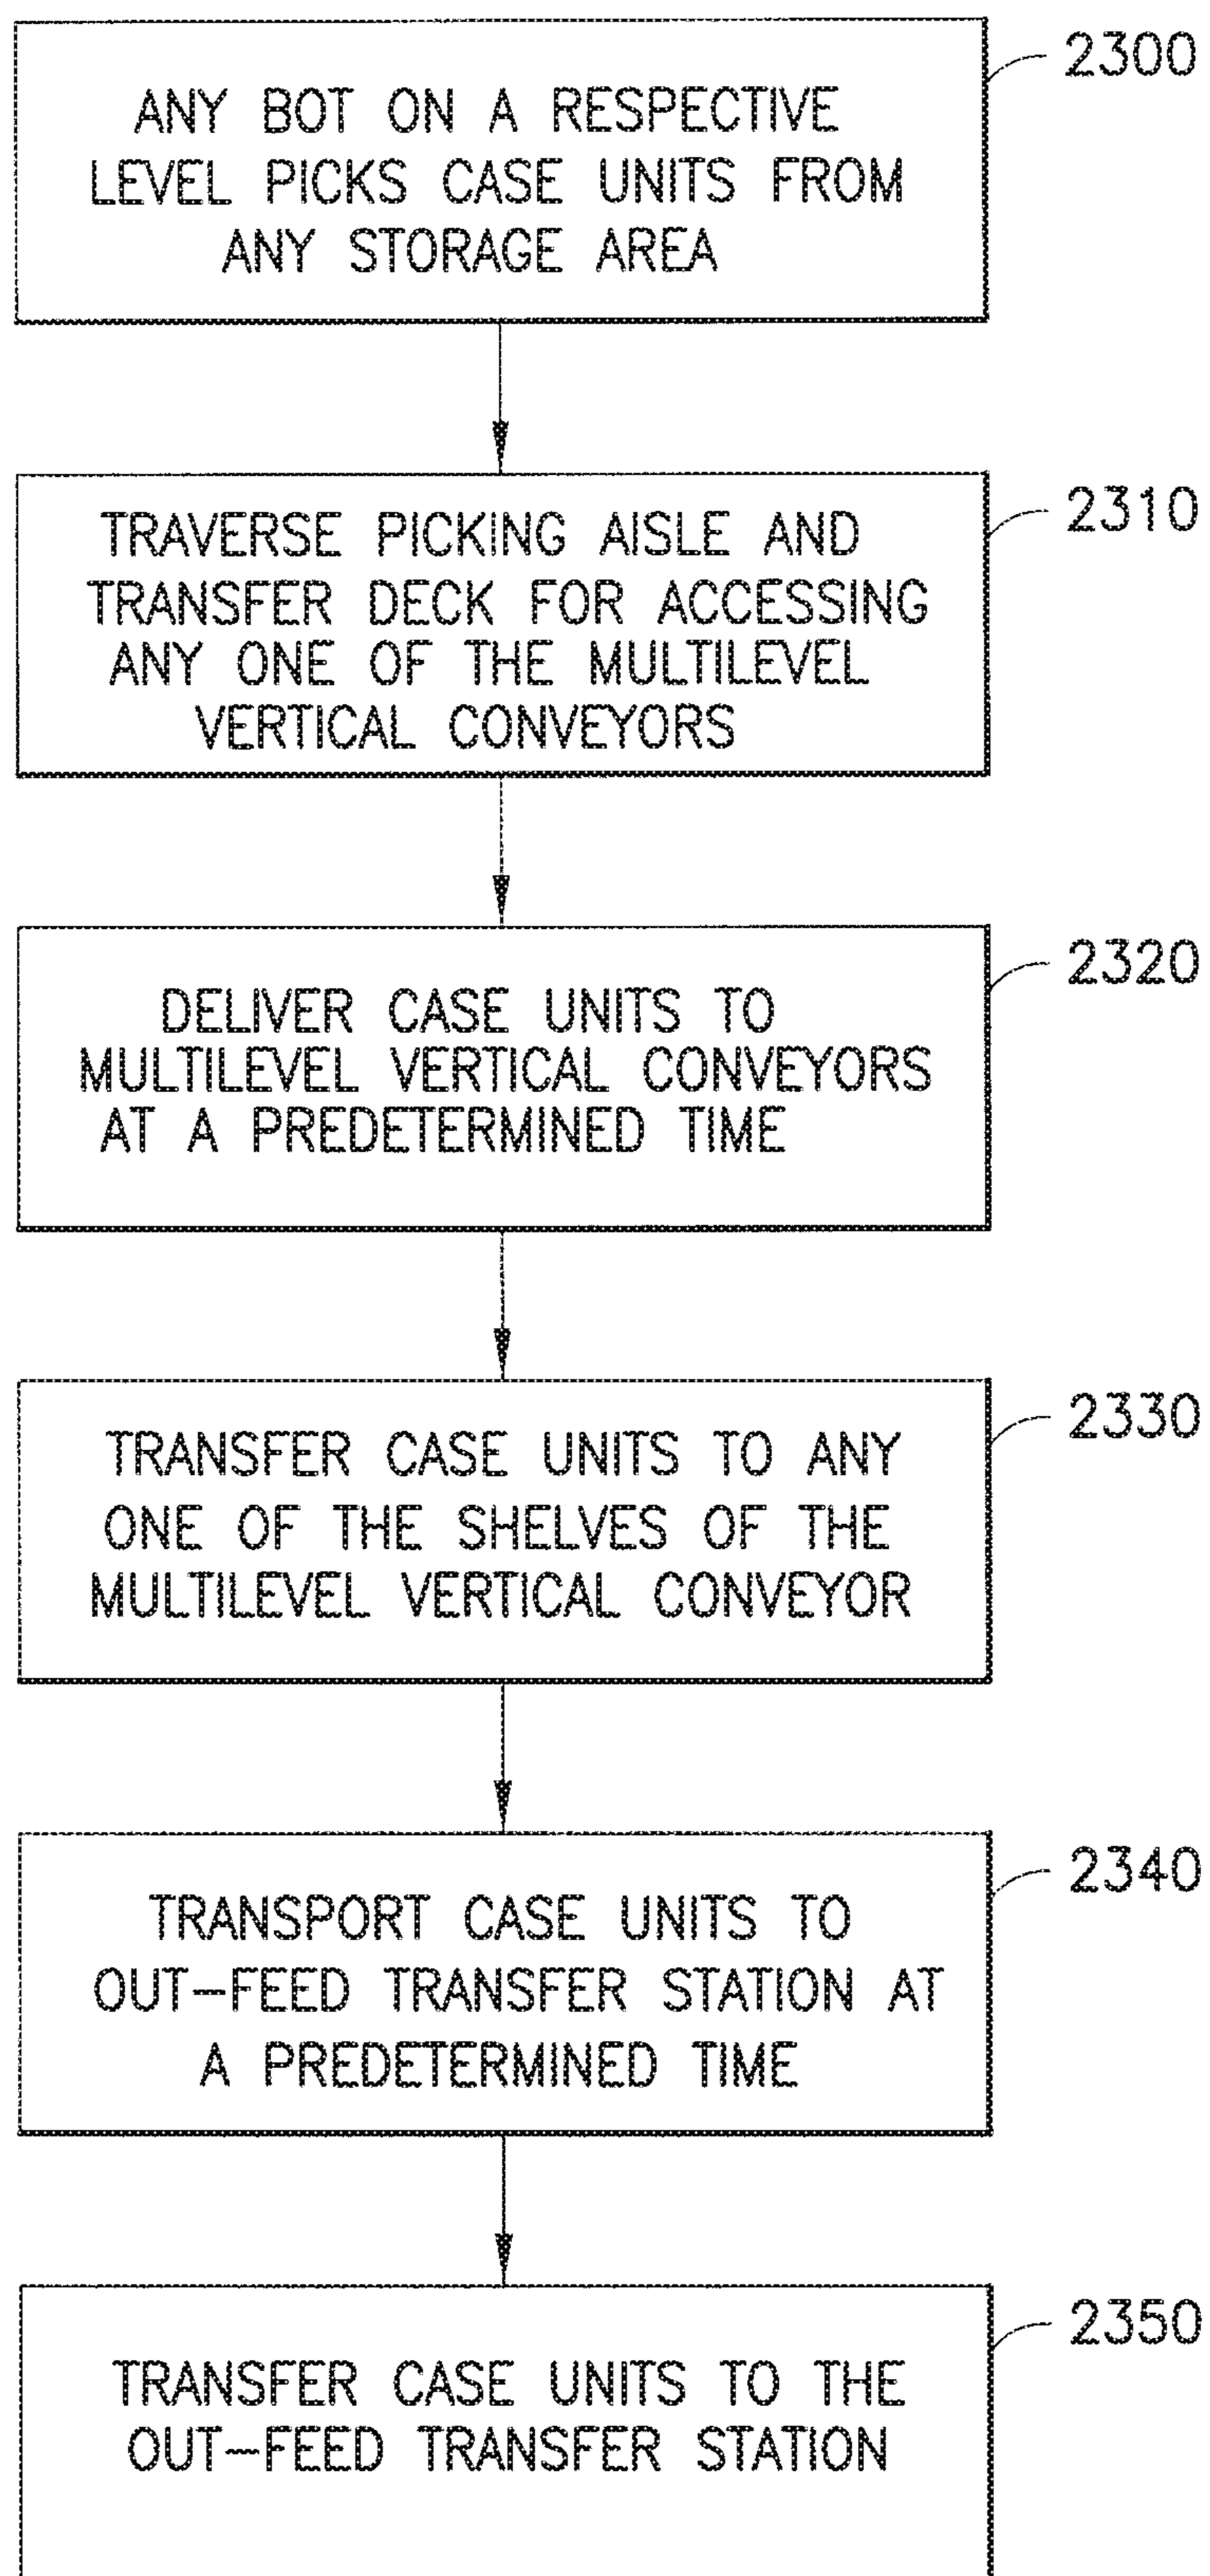 2300
ANY BOT ON A RESPECTIVE
LEVEL PICKS CASE UNITS FROM
ANY STORAGE AREA
2310
TRAVERSE PICKING AISLE AND
TRANSFER DECK FOR ACCESSING
ANY ONE OF THE MULTILEVEL
VERTICAL CONVEYORS
2320
DELIVER CASE UNITS TO
MULTILEVEL VERTICAL CONVEYORS
AT A PREDETERMINED TIME
2330
TRANSFER CASE UNITS TO ANY
ONE OF THE SHELVES OF THE
MULTILEVEL VERTICAL CONVEYOR
2340
TRANSPORT CASE UNITS TO
OUT-FEED TRANSFER STATION AT
A PREDETERMINED TIME
2350
TRANSFER CASE UNITS TO THE
OUT-FEED TRANSFER STATION